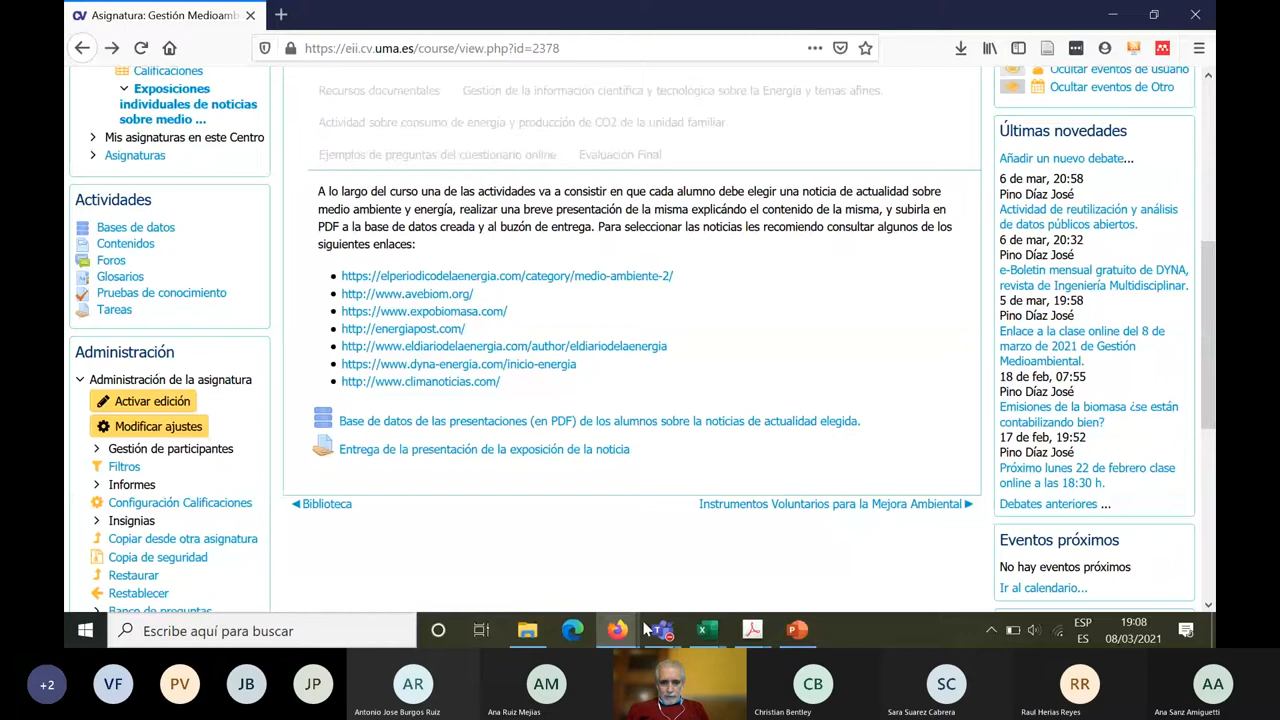 Asignatura: Gestión Medioamb
https://eii.cv.uma.es/course/view.php?id=2378
Calificaciones
Exposiciones
individuales de noticias
sobre medio ...
Mis asignaturas en este Centro
Asignaturas
Actividades
Bases de datos
Contenidos
Foros
Glosarios
Pruebas de conocimiento
Tareas
Administración
Administración de la asignatura
Activar edición
Modificar ajustes
Gestión de participantes
Filtros
Informes
Configuración Calificaciones
Insignias
Copiar desde otra asignatura
Copia de seguridad
Restaurar
Restablecer
Banco de preguntas
Recursos documentales Gestion de la información científica y tecnologica sobre la Energia y temas afines.
Actividad sobre consumo de energia y producción de CO2 de la unidad familiar
Ejemplos de preguntas del cuestionario online Evaluación Final
A lo largo del curso una de las actividades va a consistir en que cada alumno debe elegir una noticia de actualidad sobre
medio ambiente y energía, realizar una breve presentación de la misma explicándo el contenido de la misma, y subirla en
PDF a la base de datos creada y al buzón de entrega. Para seleccionar las noticias les recomiendo consultar algunos de los
siguientes enlaces:
https://elperiodicodelaenergia.com/category/medio-ambiente-2/
http://www.avebiom.org/
https://www.expobiomasa.com/
http://energiapost.com/
http://www.eldiariodelaenergia.com/author/eldiariodelaenergia
https://www.dyna-energia.com/inicio-energia
http://www.climanoticias.com/
Base de datos de las presentaciones (en PDF) de los alumnos sobre la noticias de actualidad elegida.
Entrega de la presentación de la exposición de la noticia
◄Biblioteca
Instrumentos Voluntarios para la Mejora Ambiental►
Ocultar eventos de usuario
Ocultar eventos de Otro
Últimas novedades
Añadir un nuevo debate...
6 de mar, 20:58
Pino Díaz José
Actividad de reutilización y análisis
de datos públicos abiertos.
6 de mar, 20:32
Pino Díaz José
e-Boletin mensual gratuito de DYNA,
revista de Ingeniería Multidisciplinar.
5 de mar, 19:58
Pino Díaz José
Enlace a la clase online del 8 de
marzo de 2021 de Gestión
Medioambiental.
18 de feb, 07:55
Pino Díaz José
Emisiones de la biomasa ¿se están
contabilizando bien?
17 de feb, 19:52
Pino Díaz José
Próximo lunes 22 de febrero clase
online a las 18:30 h.
Debates anteriores ...
Eventos próximos
No hay eventos próximos
Ir al calendario...
Escribe aquí para buscar
ESP
ES
19:08
08/03/2021
+2
VF
PV
JB
JP
AR
Antonio Jose Burgos Ruiz
AM
Ana Ruiz Mejias
CB
Christian Bentley
SC
Sara Suarez Cabrera
RR
Raul Herias Reyes
AA
Ana Sanz Amiguetti